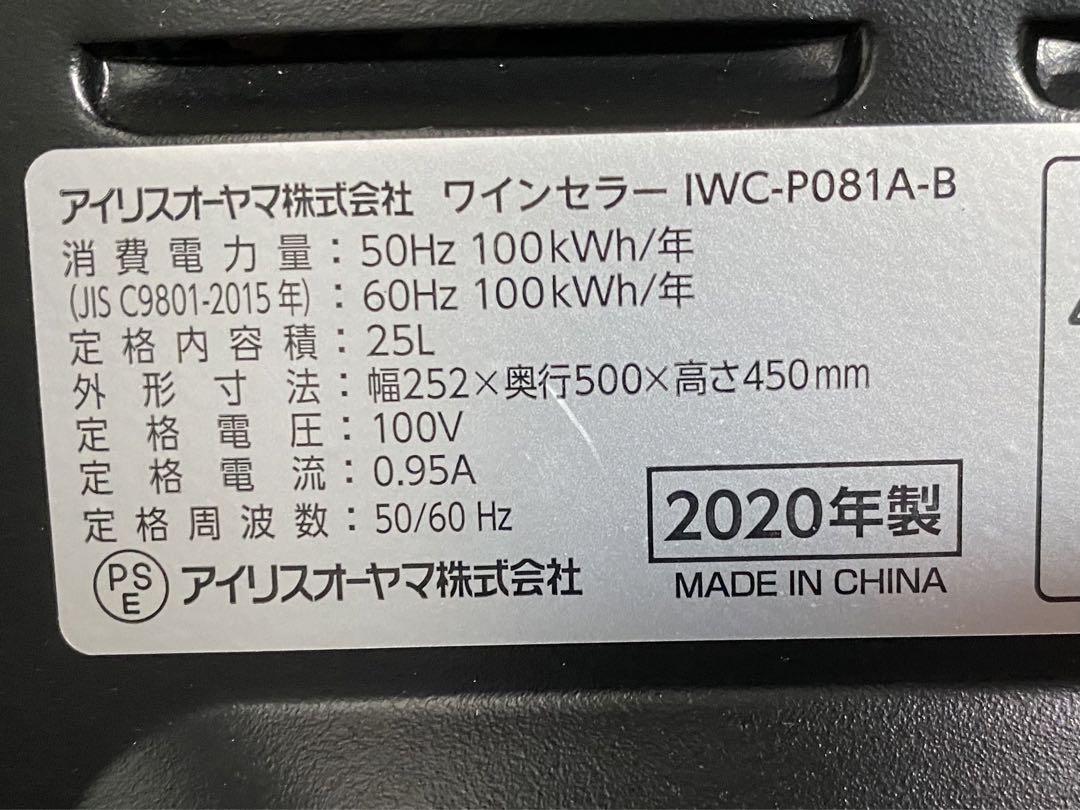 アイリスオーヤマ株式会社 ワインセラー IWC-P081A-B
消費電力量：50Hz 100kWh/年
(JIS C9801-2015年)：60Hz 100kWh/年
定格内容積：25L
外形寸法：幅252×奥行500×高さ450mm
定格電圧：100V
定格電流：0.95A
定格周波数：50/60 Hz
2020年製
PSE アイリスオーヤマ株式会社
MADE IN CHINA